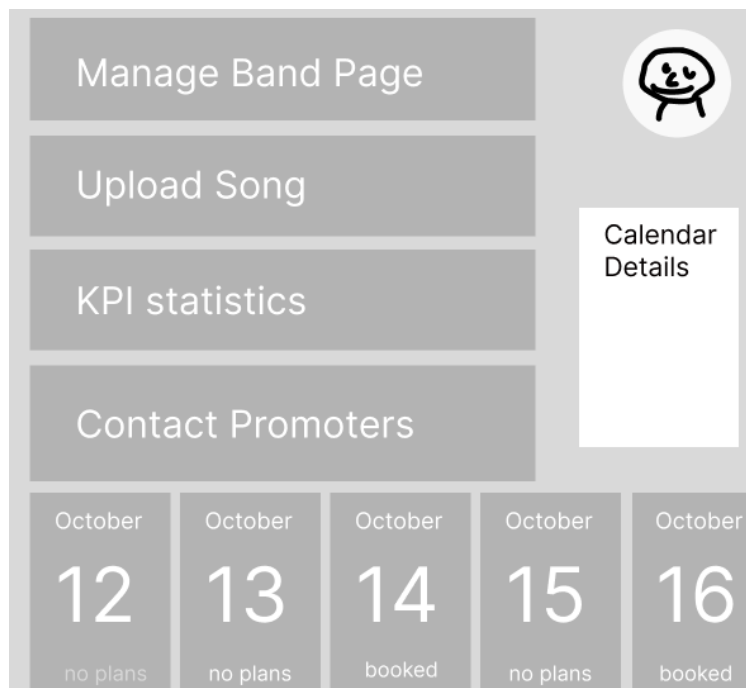 Manage Band Page
Upload Song
KPI statistics
Contact Promoters
Calendar
Details
October
12
no plans
October
13
no plans
October
14
booked
October
15
no plans
October
16
booked